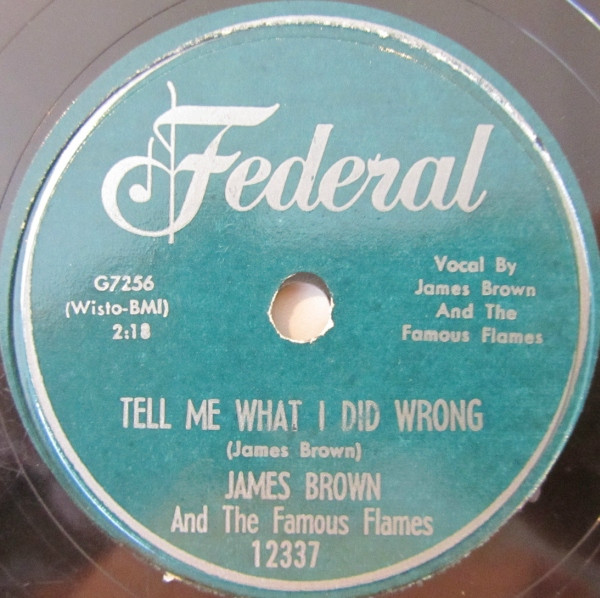 Federal
G7256
(Wisto-BMI)
2:18
Vocal By
James Brown
And The
Famous Flames
TELL ME WHAT I DID WRONG
(James Brown)
JAMES BROWN
And The Famous Flames
12337